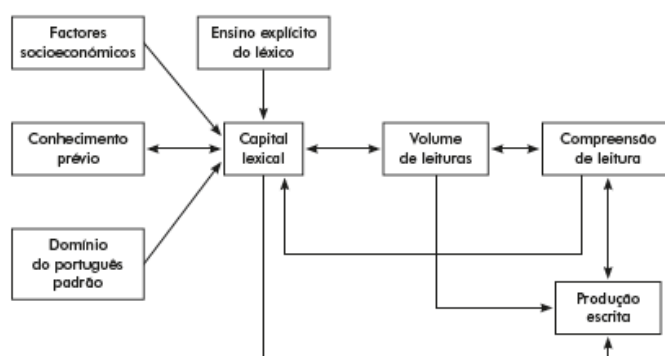 Factores
socioeconómicos
Ensino explícito
do léxico
Conhecimento
prévio
Capital
lexical
Volume
de leituras
Compreensão
de leitura
Domínio
do português
padrão
Produção
escrita